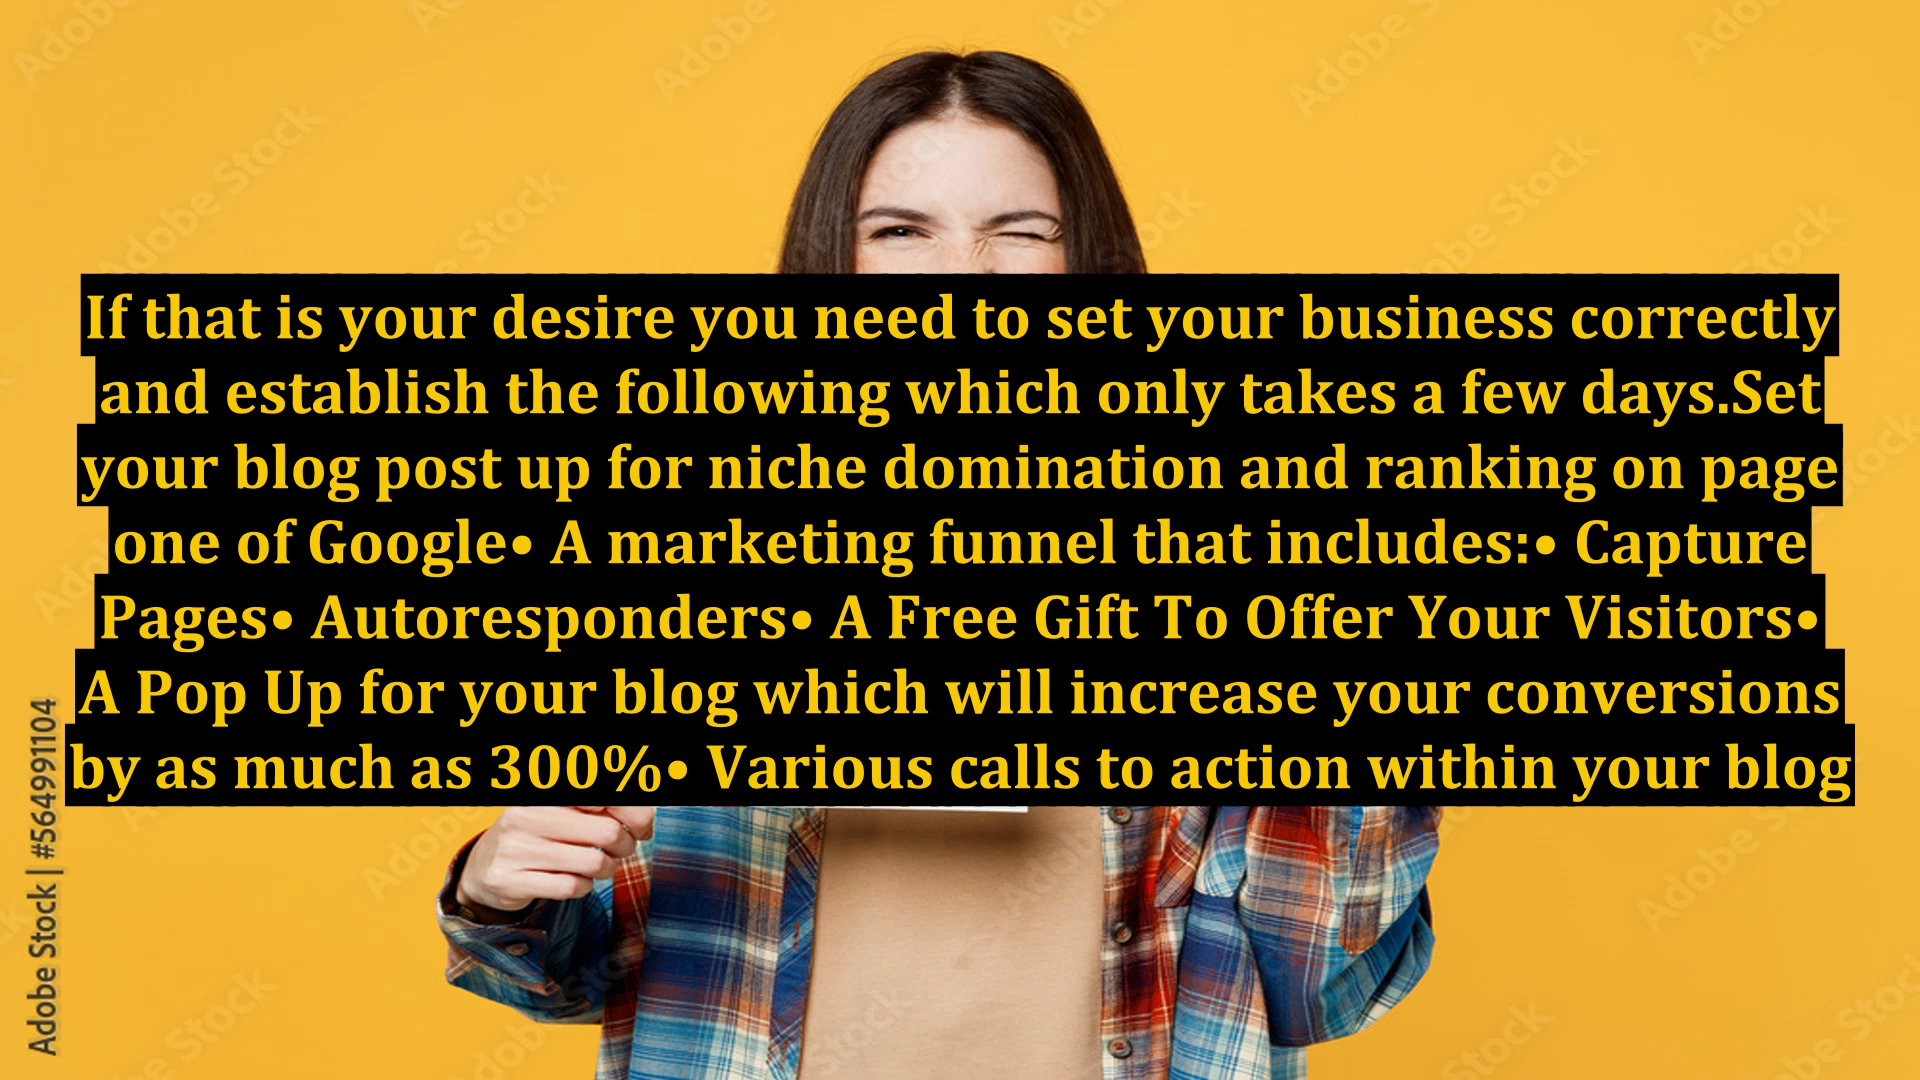 If that is your desire you need to set your business correctly
and establish the following which only takes a few days.Set
your blog post up for niche domination and ranking on page
one of Google• A marketing funnel that includes:• Capture
Pages• Autoresponders• A Free Gift To Offer Your Visitors•
A Pop Up for your blog which will increase your conversions
by as much as 300%• Various calls to action within your blog
Adobe Stock | #564991104
Adobe Stock